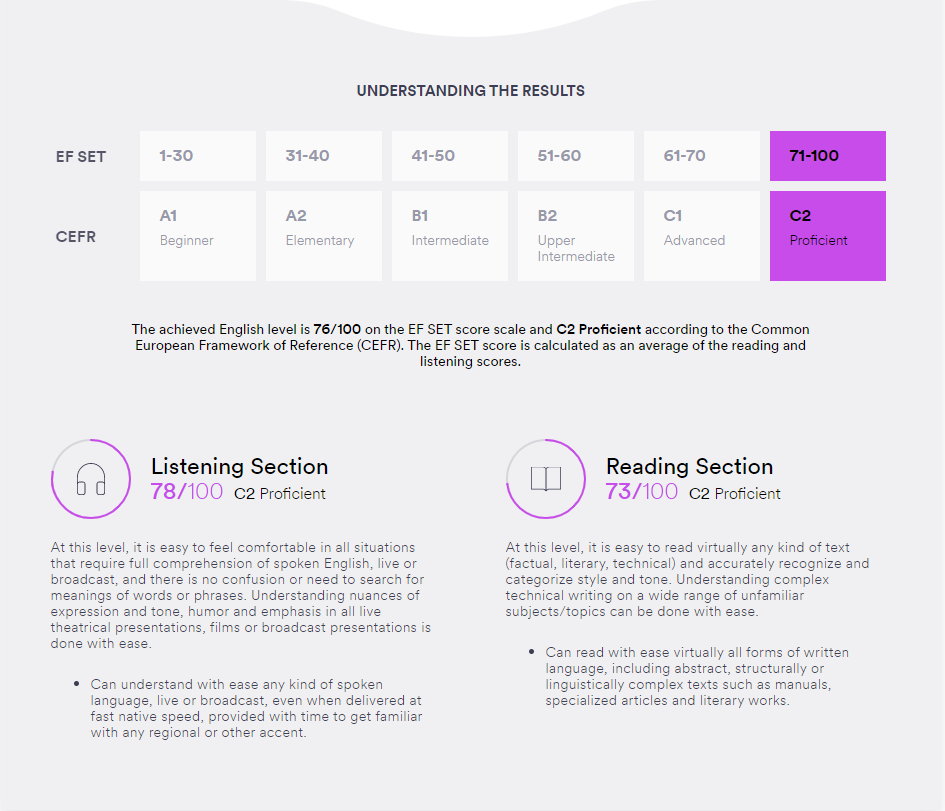 UNDERSTANDING THE RESULTS
EF SET
1-30
31-40
41-50
51-60
61-70
71-100
CEFR
A1
Beginner
A2
Elementary
B1
Intermediate
B2
Upper
Intermediate
C1
Advanced
C2
Proficient
The achieved English level is 76/100 on the EF SET score scale and C2 Proficient according to the Common
European Framework of Reference (CEFR). The EF SET score is calculated as an average of the reading and
listening scores.
Listening Section
78/100 C2 Proficient
At this level, it is easy to feel comfortable in all situations
that require full comprehension of spoken English, live or
broadcast, and there is no confusion or need to search for
meanings of words or phrases. Understanding nuances of
expression and tone, humor and emphasis in all live
theatrical presentations, films or broadcast presentations is
done with ease.
• Can understand with ease any kind of spoken
language, live or broadcast, even when delivered at
fast native speed, provided with time to get familiar
with any regional or other accent.
Reading Section
73/100 C2 Proficient
At this level, it is easy to read virtually any kind of text
(factual, literary, technical) and accurately recognize and
categorize style and tone. Understanding complex
technical writing on a wide range of unfamiliar
subjects/topics can be done with ease.
• Can read with ease virtually all forms of written
language, including abstract, structurally or
linguistically complex texts such as manuals,
specialized articles and literary works.